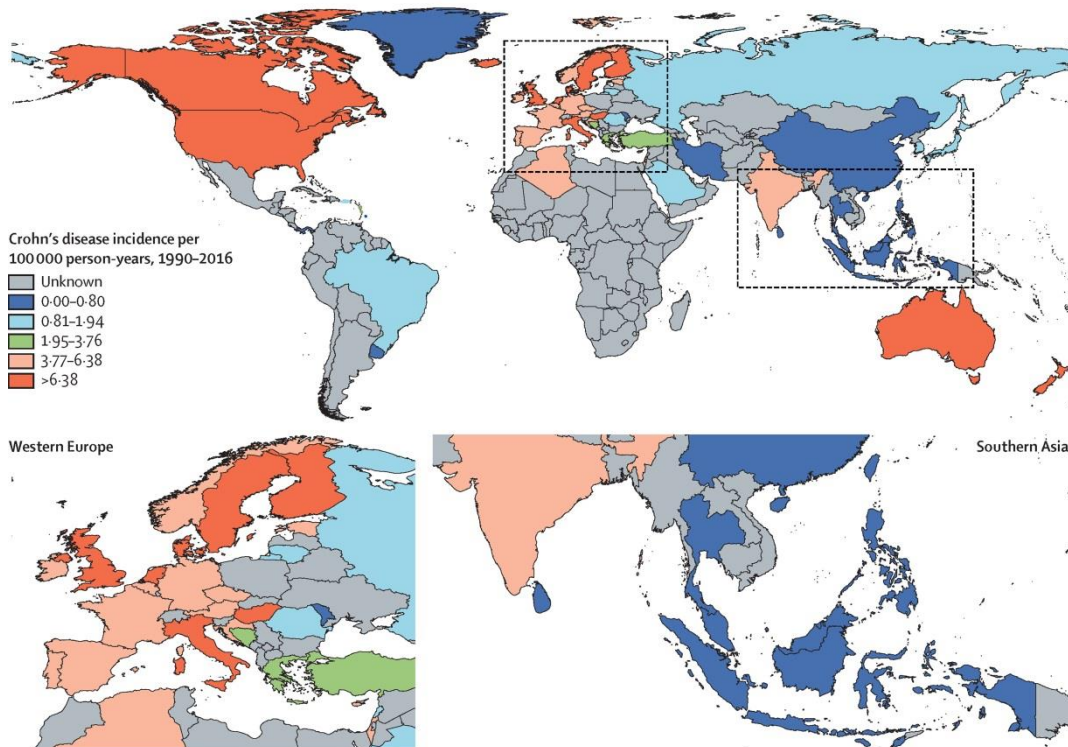 Crohn's disease incidence per
100 000 person-years, 1990–2016
Unknown
0·00–0·80
0·81–1·94
1·95–3·76
3·77–6·38
>6·38
Western Europe
Southern Asia